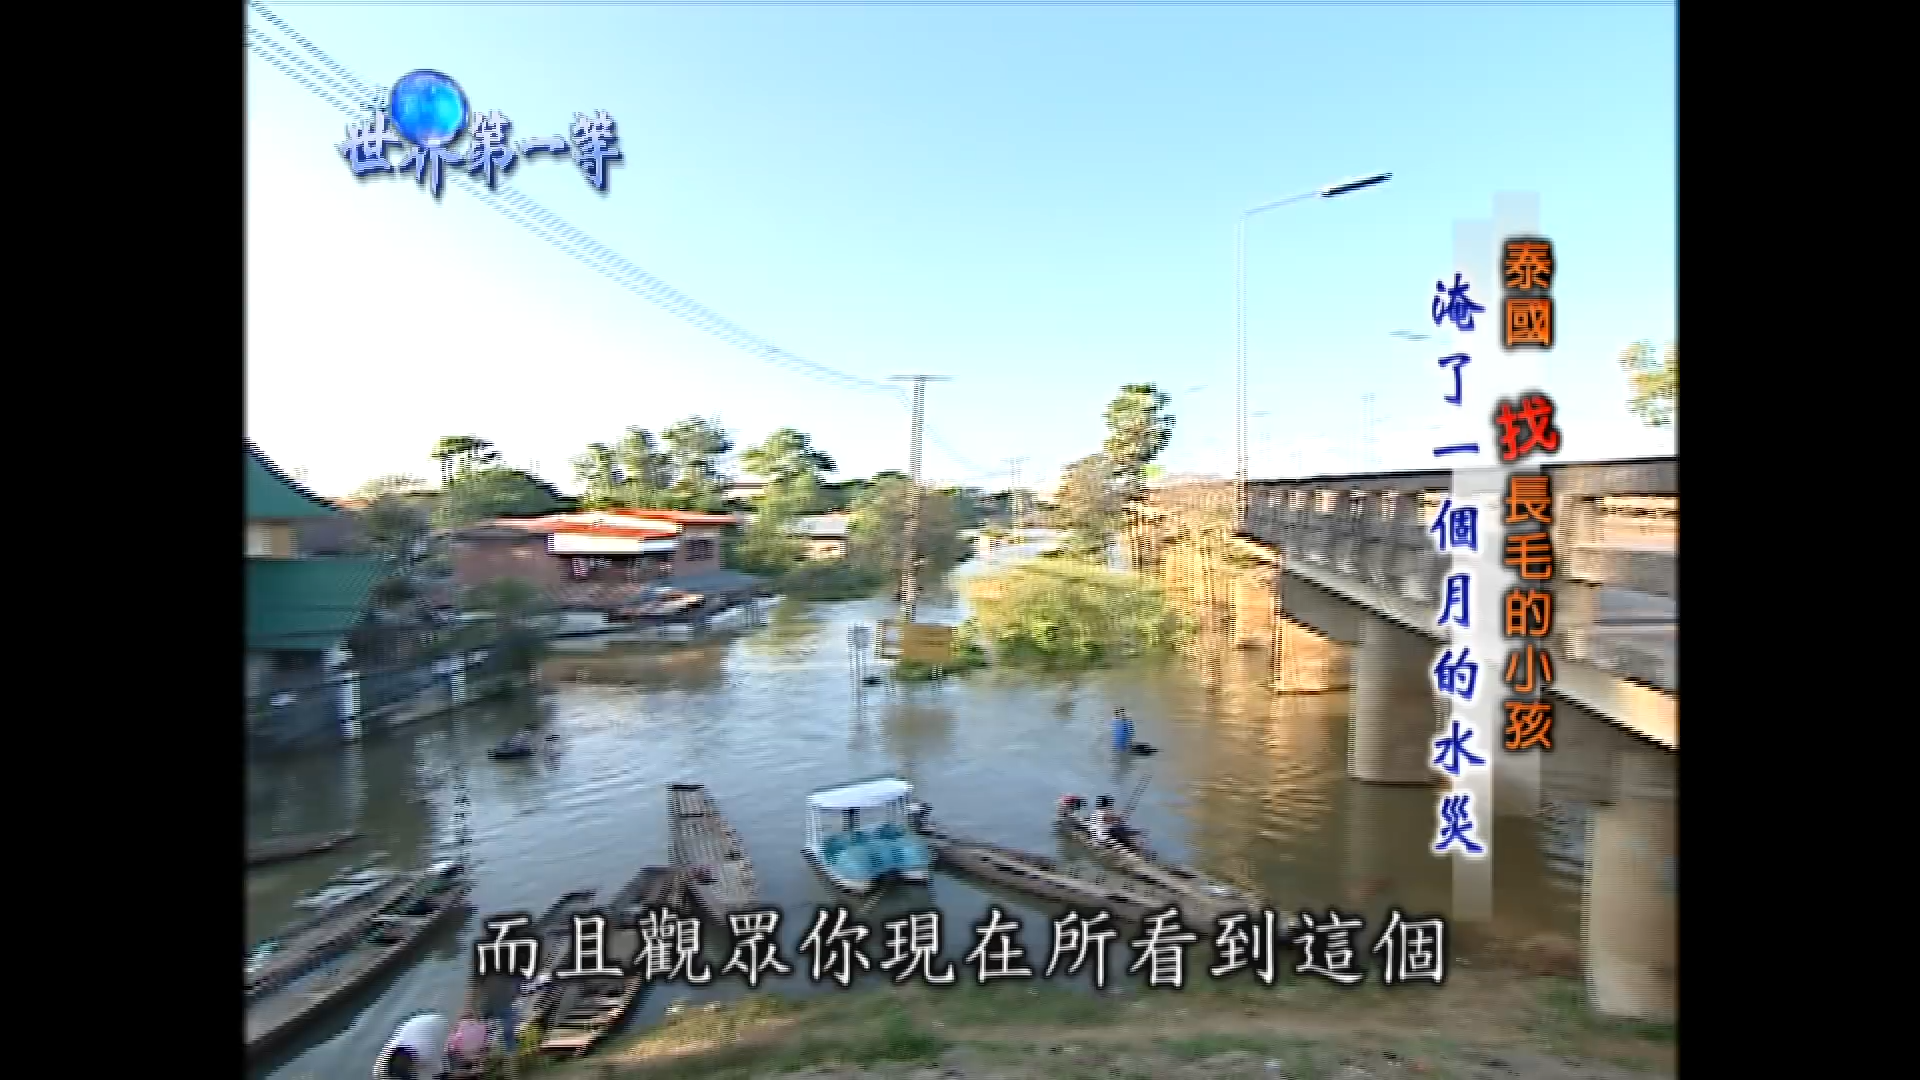 世界第一等
泰國 找長毛的小孩
淹了一個月的水災
而且觀眾你現在所看到這個